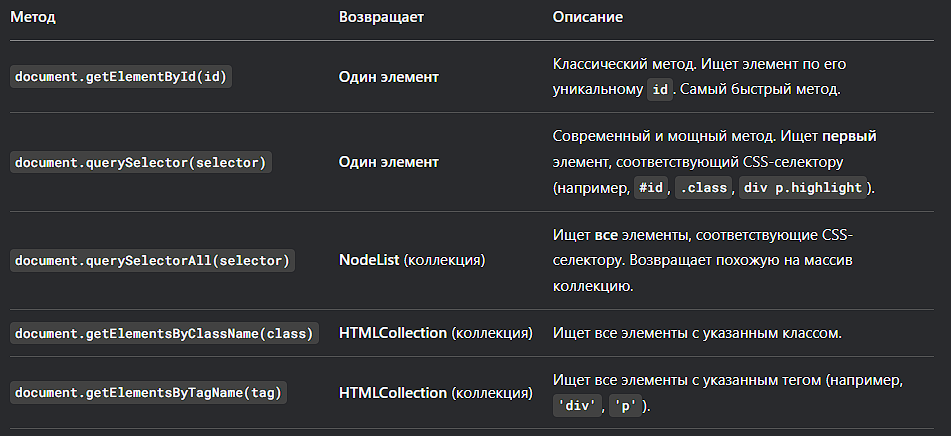 Метод Возвращает Описание
document.getElementById(id) Один элемент Классический метод. Ищет элемент по его
уникальному id. Самый быстрый метод.
document.querySelector(selector) Один элемент Современный и мощный метод. Ищет первый
элемент, соответствующий CSS-селектору
(например, #id, .class, div p.highlight).
document.querySelectorAll(selector) NodeList (коллекция) Ищет все элементы, соответствующие CSS-
селектору. Возвращает похожую на массив
коллекцию.
document.getElementsByClassName(class) HTMLCollection (коллекция) Ищет все элементы с указанным классом.
document.getElementsByTagName(tag) HTMLCollection (коллекция) Ищет все элементы с указанным тегом (например,
'div', 'p').